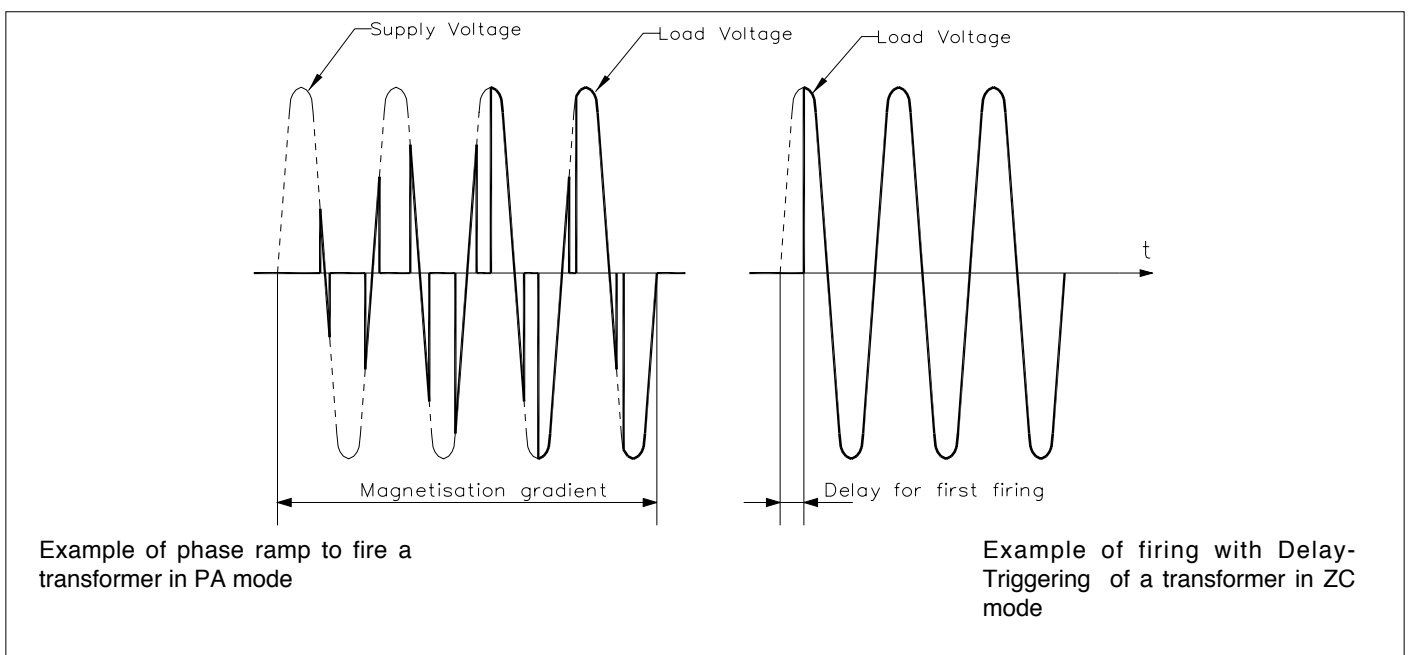 Supply Voltage
Load Voltage
Load Voltage
t
Magnetisation gradient
Delay for first firing
Example of phase ramp to fire a
transformer in PA mode
Example of firing with Delay-
Triggering of a transformer in ZC
mode